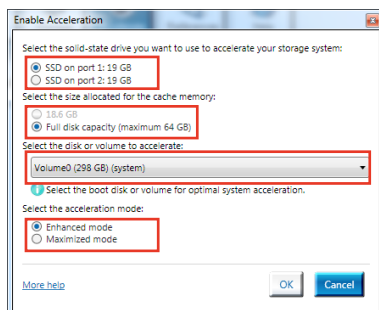 Enable Acceleration
Select the solid-state drive you want to use to accelerate your storage system:
SSD on port 1: 19 GB
SSD on port 2: 19 GB
Select the size allocated for the cache memory:
18.6 GB
Full disk capacity (maximum 64 GB)
Select the disk or volume to accelerate:
Volume0 (298 GB) (system)
Select the boot disk or volume for optimal system acceleration.
Select the acceleration mode:
Enhanced mode
Maximized mode
More help
OK
Cancel